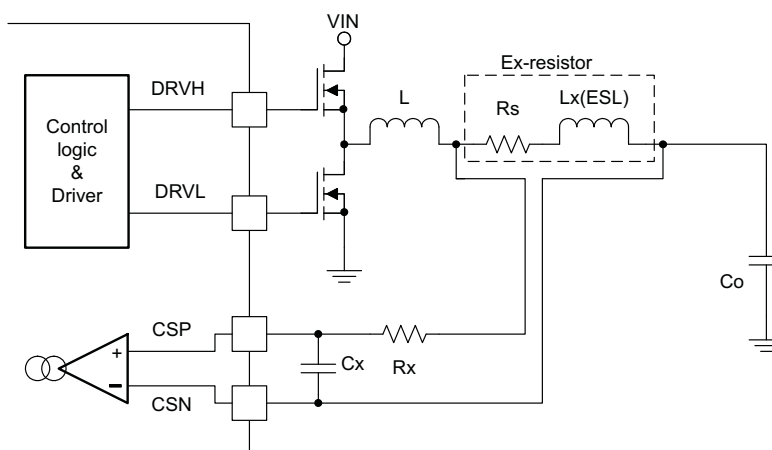 VIN
Ex-resistor
DRVH
L
Rs
Lx(ESL)
Control
logic
&
Driver
DRVL
Co
CSP
+
Cx
Rx
-
CSN